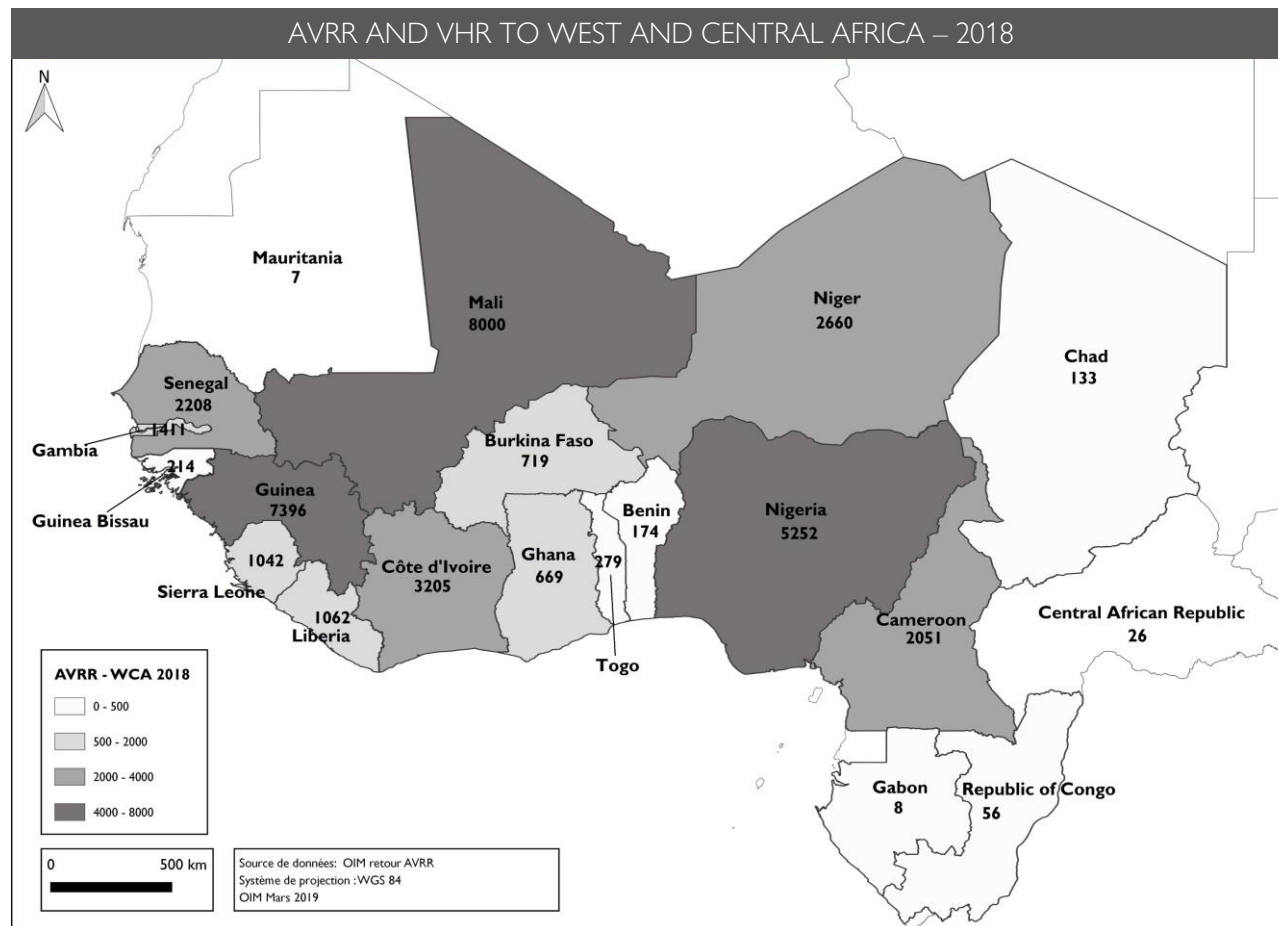 AVRR AND VHR TO WEST AND CENTRAL AFRICA – 2018
N
Mauritania
7
Mali
8000
Niger
2660
Chad
133
Senegal
2208
1411
Gambia
214
Guinea Bissau
Guinea
7396
Burkina Faso
719
Benin
174
Nigeria
5252
1042
Sierra Leone
Côte d'Ivoire
3205
Ghana
669
279
Togo
1062
Liberia
Cameroon
2051
Central African Republic
26
Gabon
8
Republic of Congo
56
AVRR - WCA 2018
0 - 500
500 - 2000
2000 - 4000
4000 - 8000
0 500 km
Source de données: OIM retour AVRR
Système de projection : WGS 84
OIM Mars 2019